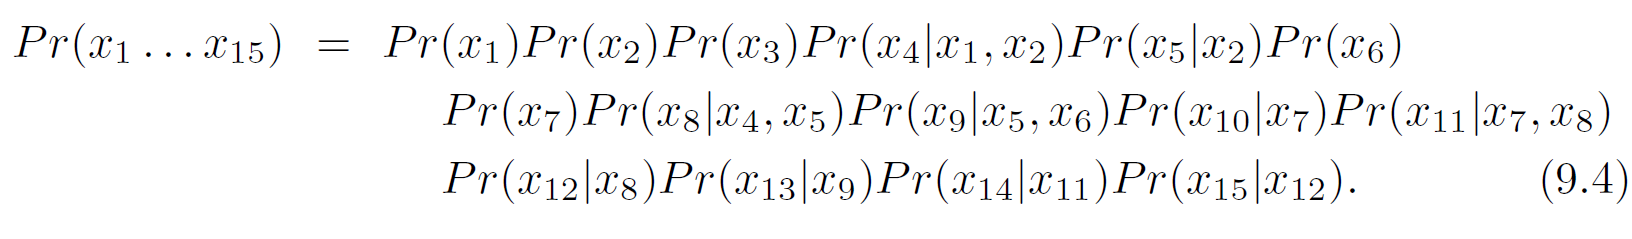 Pr(x₁ … x₁₅) = Pr(x₁)Pr(x₂)Pr(x₃)Pr(x₄|x₁, x₂)Pr(x₅|x₂)Pr(x₆)
Pr(x₇)Pr(x₈|x₄, x₅)Pr(x₉|x₅, x₆)Pr(x₁₀|x₇)Pr(x₁₁|x₇, x₈)
Pr(x₁₂|x₈)Pr(x₁₃|x₉)Pr(x₁₄|x₁₁)Pr(x₁₅|x₁₂). (9.4)